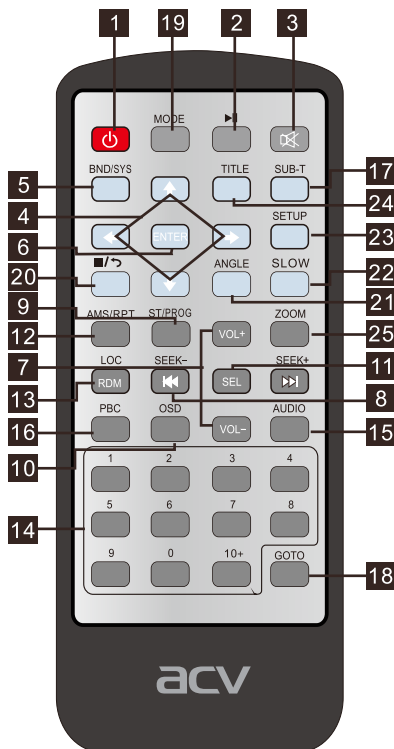 1 19 2 3
MODE
5 BND/SYS TITLE SUB-T 17
4 24
SETUP
6 ENTER 23
20 ANGLE SLOW 22
9 21
AMS/RPT ST/PROG ZOOM
12 VOL+ 25
7 LOC SEEK- SEEK+ 11
13 RDM SEL 8
PBC OSD AUDIO
16 VOL- 15
10
1 2 3 4
14 5 6 7 8
9 0 10+ GOTO
18
acv